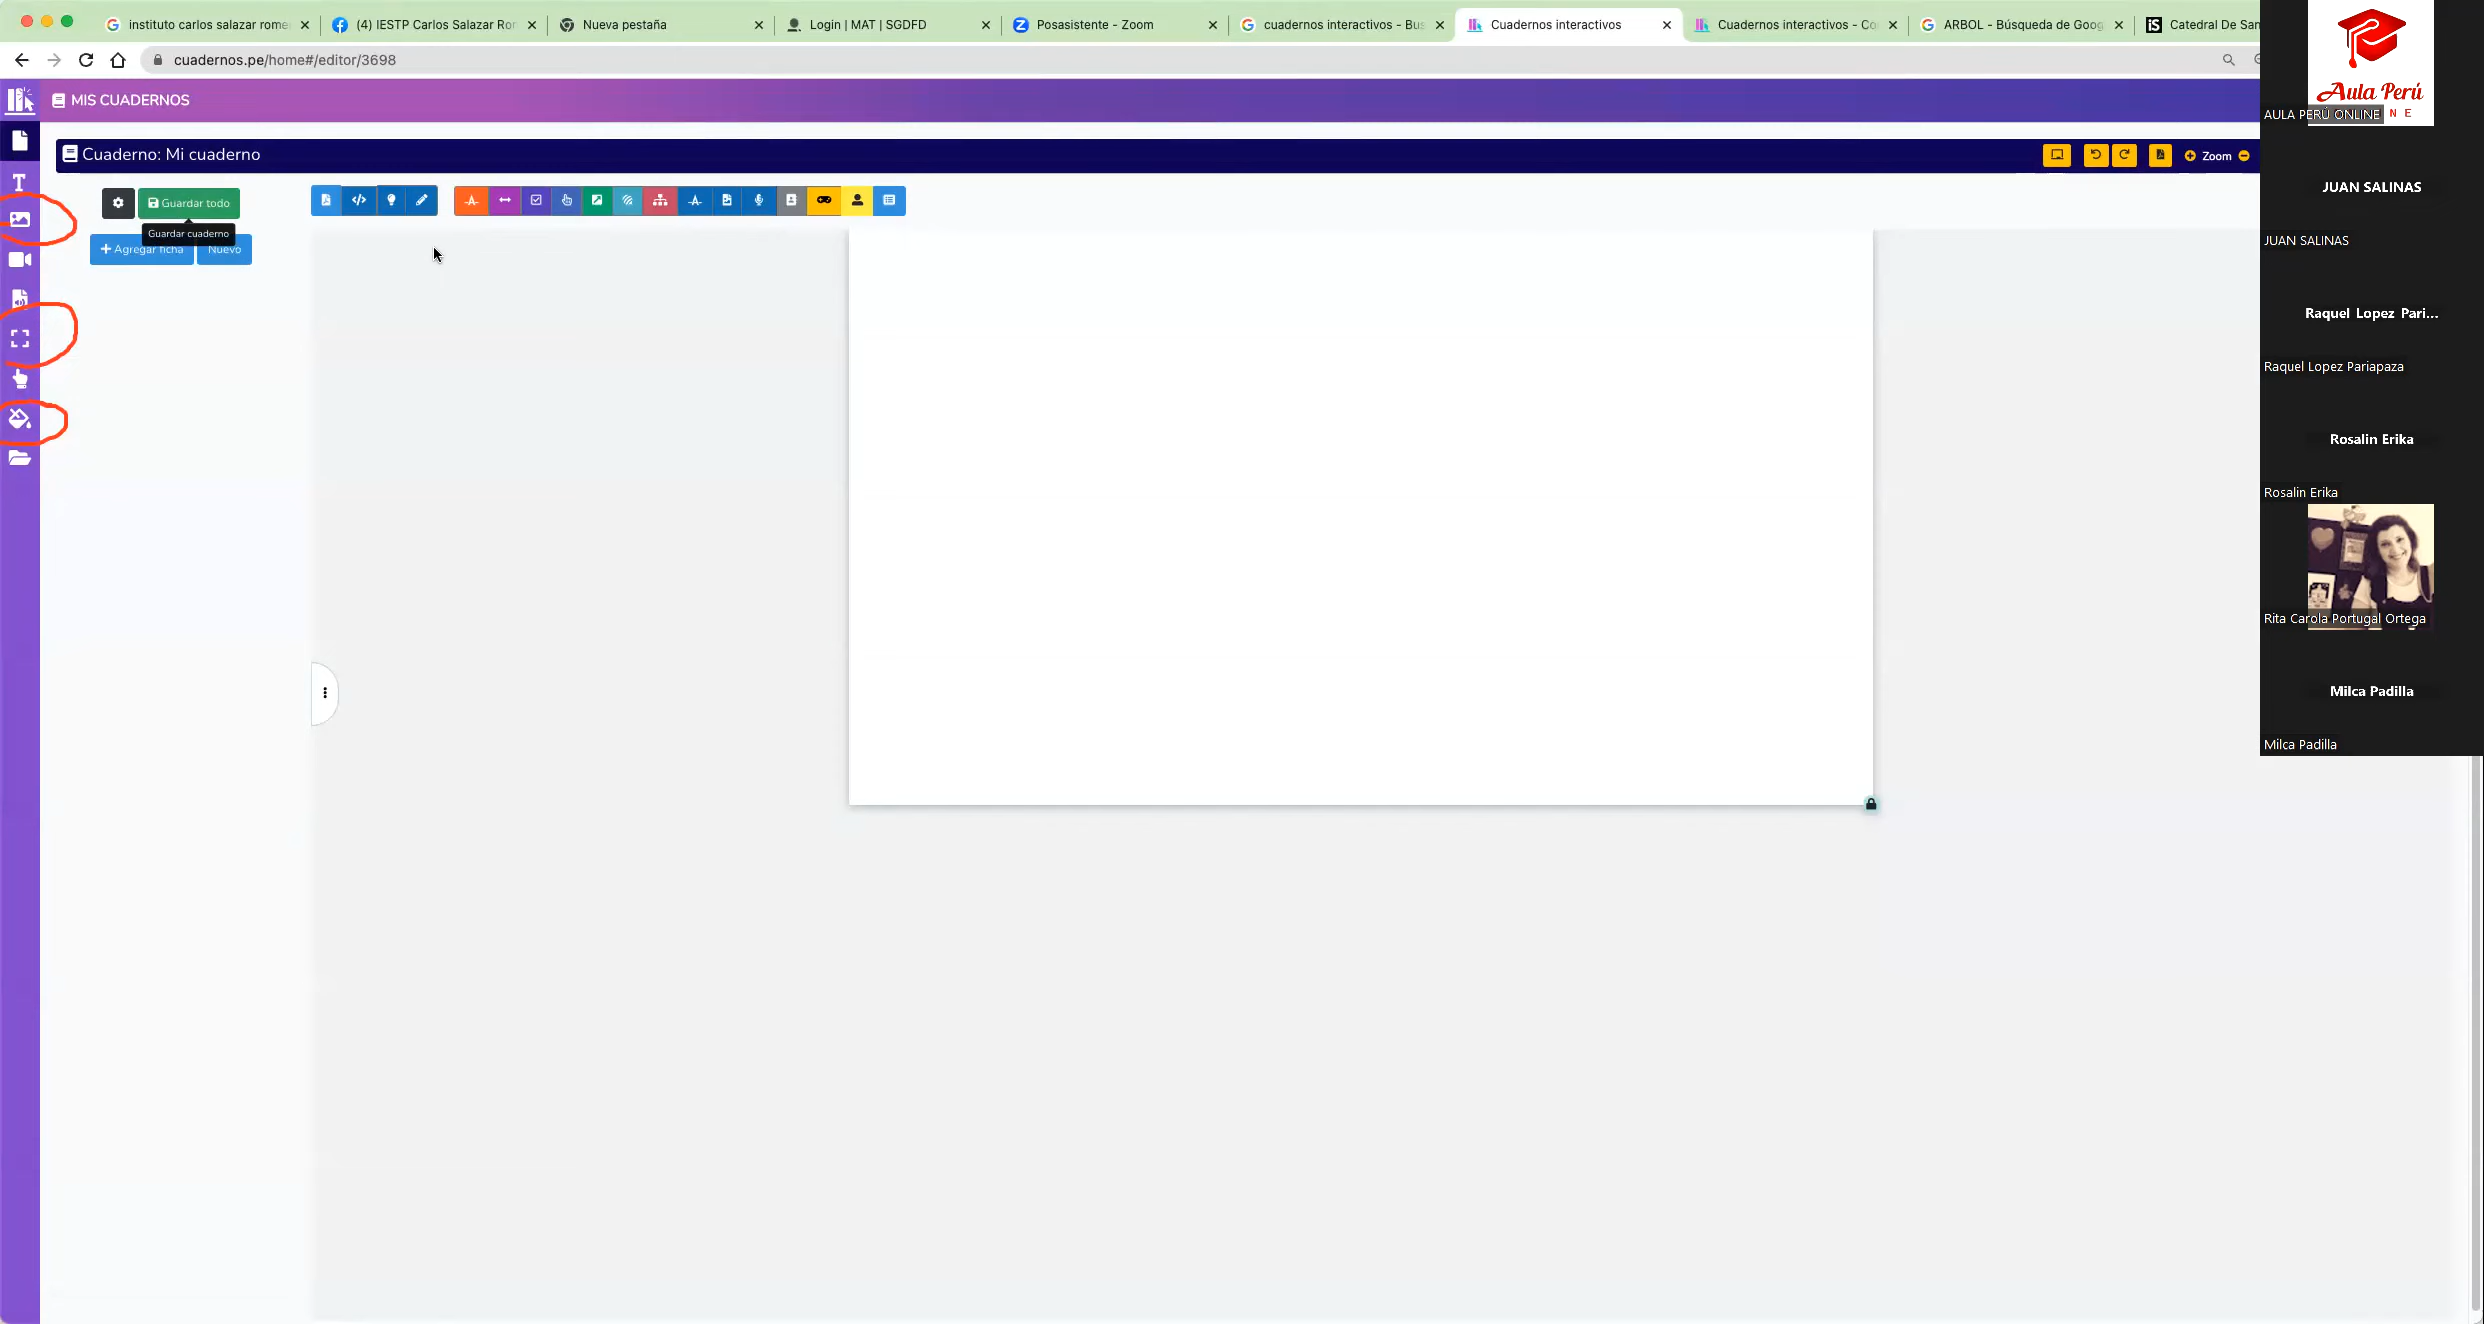 instituto carlos salazar rome
(4) IESTP Carlos Salazar Ror
Nueva pestaña
Login | MAT | SGDFD
Posasistente - Zoom
cuadernos interactivos - Bus
Cuadernos interactivos
Cuadernos interactivos - Co
ARBOL - Búsqueda de Goog
Catedral De San
cuadernos.pe/home#/editor/3698
MIS CUADERNOS
Cuaderno: Mi cuaderno
Zoom
Guardar todo
Guardar cuaderno
Agregar ficha
Nuevo
Aula Perú
N E
AULA PERÚ ONLINE
JUAN SALINAS
JUAN SALINAS
Raquel Lopez Pari...
Raquel Lopez Pariapaza
Rosalin Erika
Rosalin Erika
Rita Carola Portugal Ortega
Milca Padilla
Milca Padilla